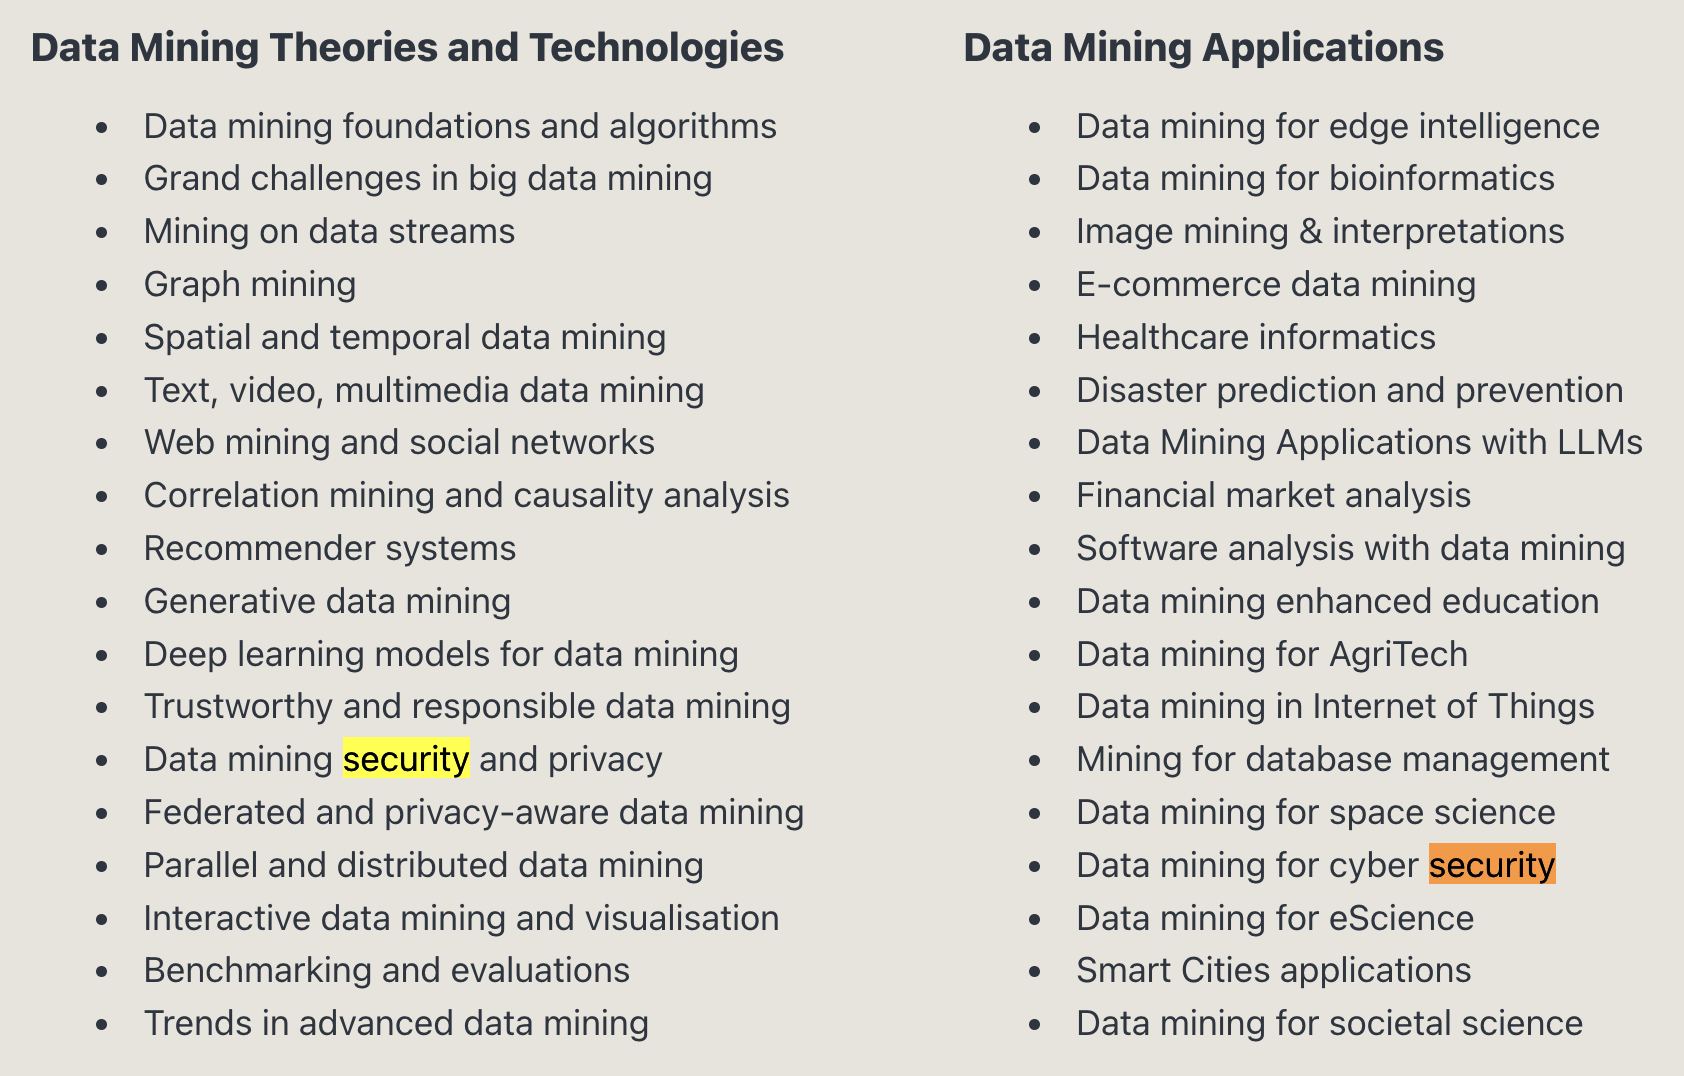 Data Mining Theories and Technologies
• Data mining foundations and algorithms
• Grand challenges in big data mining
• Mining on data streams
• Graph mining
• Spatial and temporal data mining
• Text, video, multimedia data mining
• Web mining and social networks
• Correlation mining and causality analysis
• Recommender systems
• Generative data mining
• Deep learning models for data mining
• Trustworthy and responsible data mining
• Data mining security and privacy
• Federated and privacy-aware data mining
• Parallel and distributed data mining
• Interactive data mining and visualisation
• Benchmarking and evaluations
• Trends in advanced data mining
Data Mining Applications
• Data mining for edge intelligence
• Data mining for bioinformatics
• Image mining & interpretations
• E-commerce data mining
• Healthcare informatics
• Disaster prediction and prevention
• Data Mining Applications with LLMs
• Financial market analysis
• Software analysis with data mining
• Data mining enhanced education
• Data mining for AgriTech
• Data mining in Internet of Things
• Mining for database management
• Data mining for space science
• Data mining for cyber security
• Data mining for eScience
• Smart Cities applications
• Data mining for societal science